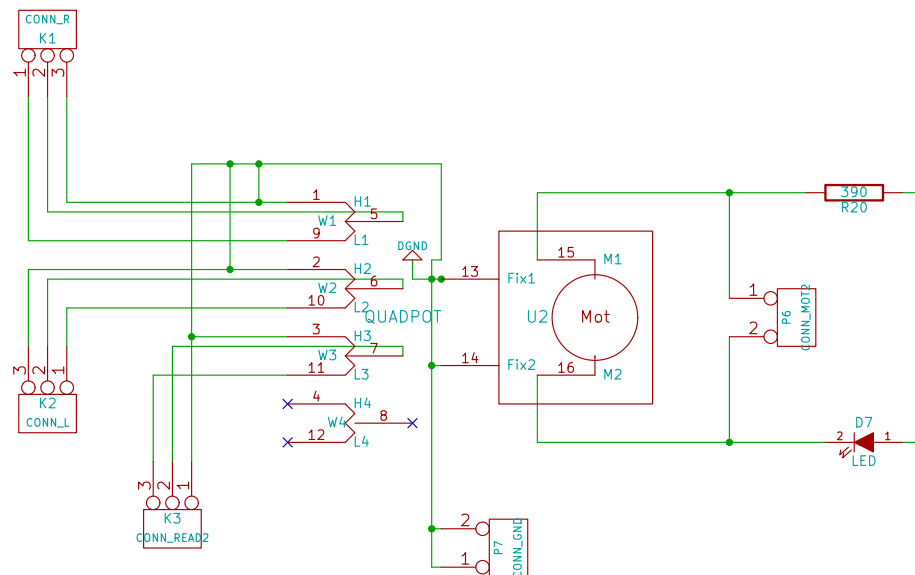 CONN_R
K1
1
2
3
390
R20
1
H1
W1
5
9
L1
DGND
2
H2
W2
6
10
L2
QUADPOT
13
Fix1
15
M1
U2
Mot
14
Fix2
16
M2
1
2
P6
CONN_MOT2
3
H3
W3
7
11
L3
4
H4
W4
8
12
L4
3
2
1
K2
CONN_L
D7
2
1
LED
3
2
1
K3
CONN_READ2
2
1
P7
CONN_GND